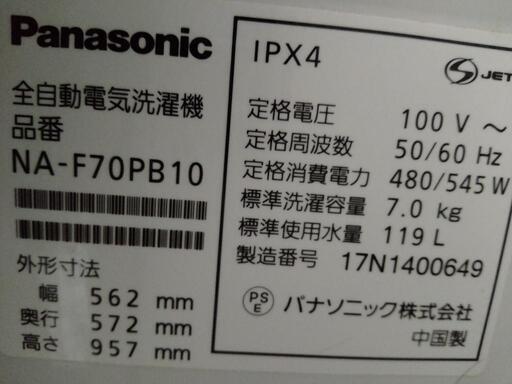 Panasonic
全自動電気洗濯機
品番
NA-F70PB10
外形寸法
幅 562 mm
奥行 572 mm
高さ 957 mm
IPX4
S JET
定格電圧 100 V ～
定格周波数 50/60 Hz
定格消費電力 480/545 W
標準洗濯容量 7.0 kg
標準使用水量 119 L
製造番号 17N1400649
PS E パナソニック株式会社
中国製